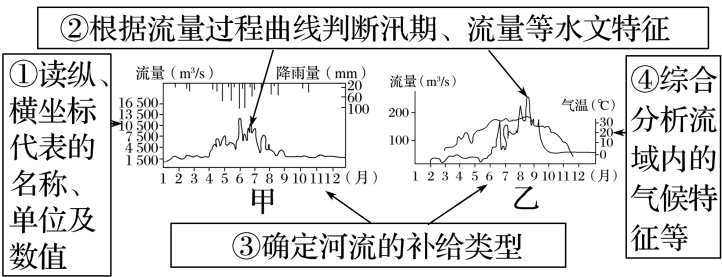 ②根据流量过程曲线判断汛期、流量等水文特征
①读纵、
横坐标
代表的
名称、
单位及
数值
流量（m³/s） 降雨量（mm）
20
60
100
16 500
13 500
10 500
7 500
4 500
1 500
1 2 3 4 5 6 7 8 9 10 11 12（月）
甲
流量（m³/s）
气温（℃）
200
100
30
20
10
0
1 2 3 4 5 6 7 8 9 10 11 12（月）
乙
④综合
分析流
域内的
气候特
征等
③确定河流的补给类型